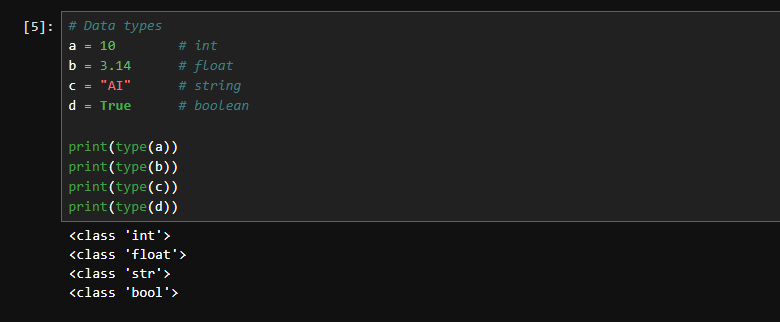 [5]: # Data types
a = 10        # int
b = 3.14      # float
c = "AI"      # string
d = True      # boolean
print(type(a))
print(type(b))
print(type(c))
print(type(d))
<class 'int'>
<class 'float'>
<class 'str'>
<class 'bool'>